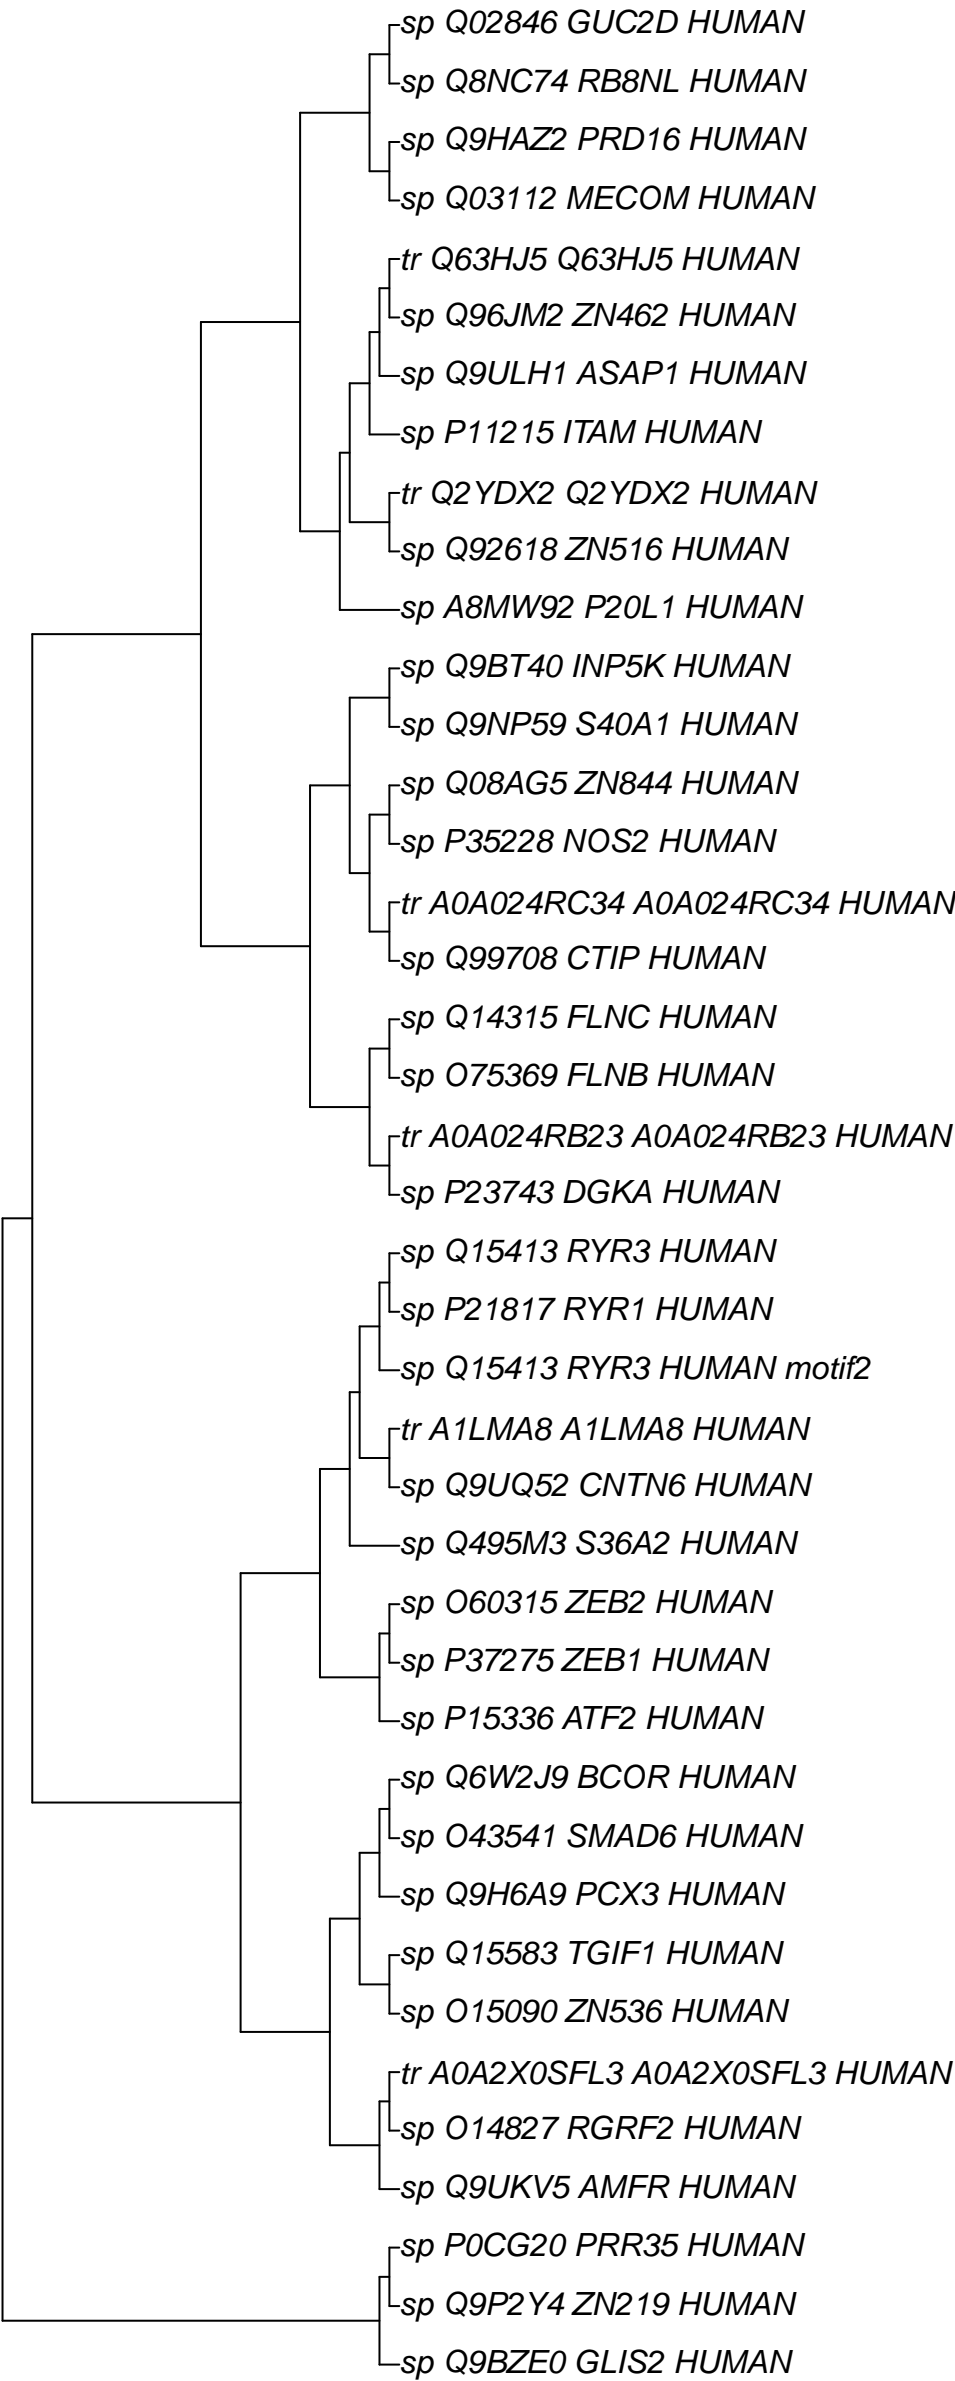 sp Q02846 GUC2D HUMAN
sp Q8NC74 RB8NL HUMAN
sp Q9HAZ2 PRD16 HUMAN
sp Q03112 MECOM HUMAN
tr Q63HJ5 Q63HJ5 HUMAN
sp Q96JM2 ZN462 HUMAN
sp Q9ULH1 ASAP1 HUMAN
sp P11215 ITAM HUMAN
tr Q2YDX2 Q2YDX2 HUMAN
sp Q92618 ZN516 HUMAN
sp A8MW92 P20L1 HUMAN
sp Q9BT40 INP5K HUMAN
sp Q9NP59 S40A1 HUMAN
sp Q08AG5 ZN844 HUMAN
sp P35228 NOS2 HUMAN
tr A0A024RC34 A0A024RC34 HUMAN
sp Q99708 CTIP HUMAN
sp Q14315 FLNC HUMAN
sp O75369 FLNB HUMAN
tr A0A024RB23 A0A024RB23 HUMAN
sp P23743 DGKA HUMAN
sp Q15413 RYR3 HUMAN
sp P21817 RYR1 HUMAN
sp Q15413 RYR3 HUMAN motif2
tr A1LMA8 A1LMA8 HUMAN
sp Q9UQ52 CNTN6 HUMAN
sp Q495M3 S36A2 HUMAN
sp O60315 ZEB2 HUMAN
sp P37275 ZEB1 HUMAN
sp P15336 ATF2 HUMAN
sp Q6W2J9 BCOR HUMAN
sp O43541 SMAD6 HUMAN
sp Q9H6A9 PCX3 HUMAN
sp Q15583 TGIF1 HUMAN
sp O15090 ZN536 HUMAN
tr A0A2X0SFL3 A0A2X0SFL3 HUMAN
sp O14827 RGRF2 HUMAN
sp Q9UKV5 AMFR HUMAN
sp P0CG20 PRR35 HUMAN
sp Q9P2Y4 ZN219 HUMAN
sp Q9BZE0 GLIS2 HUMAN